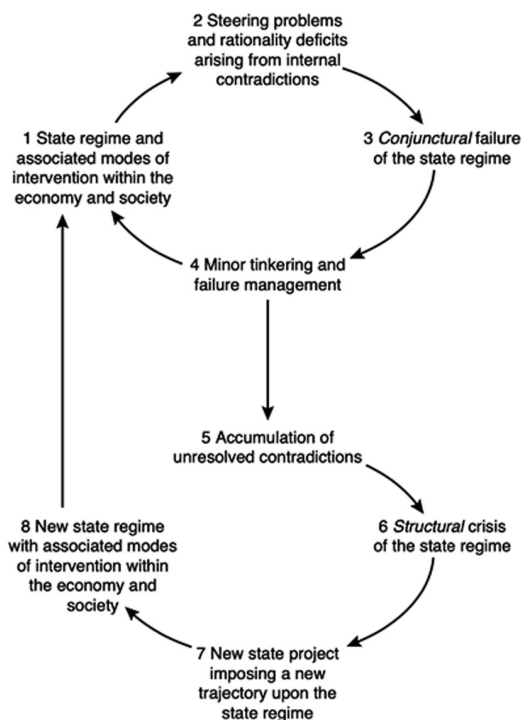 2 Steering problems
and rationality deficits
arising from internal
contradictions
1 State regime and
associated modes of
intervention within the
economy and society
3 Conjunctural failure
of the state regime
4 Minor tinkering and
failure management
5 Accumulation of
unresolved contradictions
8 New state regime
with associated modes
of intervention within
the economy and
society
6 Structural crisis
of the state regime
7 New state project
imposing a new
trajectory upon the
state regime